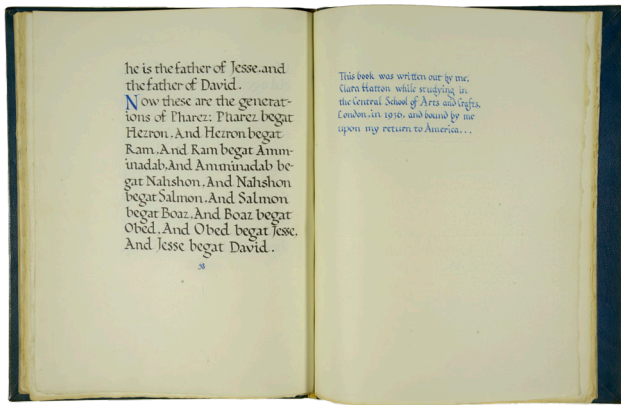 he is the father of Jesse.and
the father of David.
Now these are the generat-
ions of Pharez: Pharez begat
Hezron. And Hezron begat
Ram. And Ram begat Amm-
inadab, And Amminadab be-
gat Nahshon. And Nahshon
begat Salmon. And Salmon
begat Boaz. And Boaz begat
Obed. And Obed begat Jesse.
And Jesse begat David.
38
This book was written out by me,
Clara Hatton while studying in
the Central School of Arts and Crafts,
London, in 1936, and bound by me
upon my return to America...